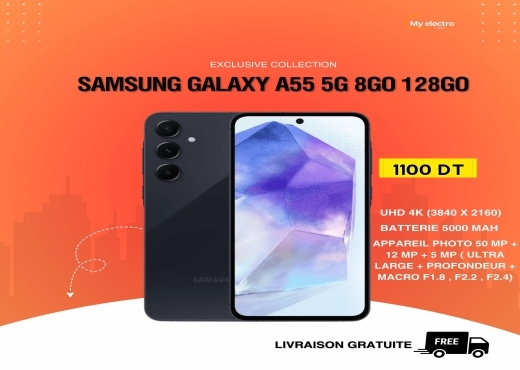 My electro
EXCLUSIVE COLLECTION
SAMSUNG GALAXY A55 5G 8GO 128GO
1100 DT
UHD 4K (3840 X 2160)
BATTERIE 5000 MAH
APPAREIL PHOTO 50 MP +
12 MP + 5 MP ( ULTRA
LARGE + PROFONDEUR +
MACRO F1.8 , F2.2 , F2.4)
SAMSUNG
LIVRAISON GRATUITE
FREE